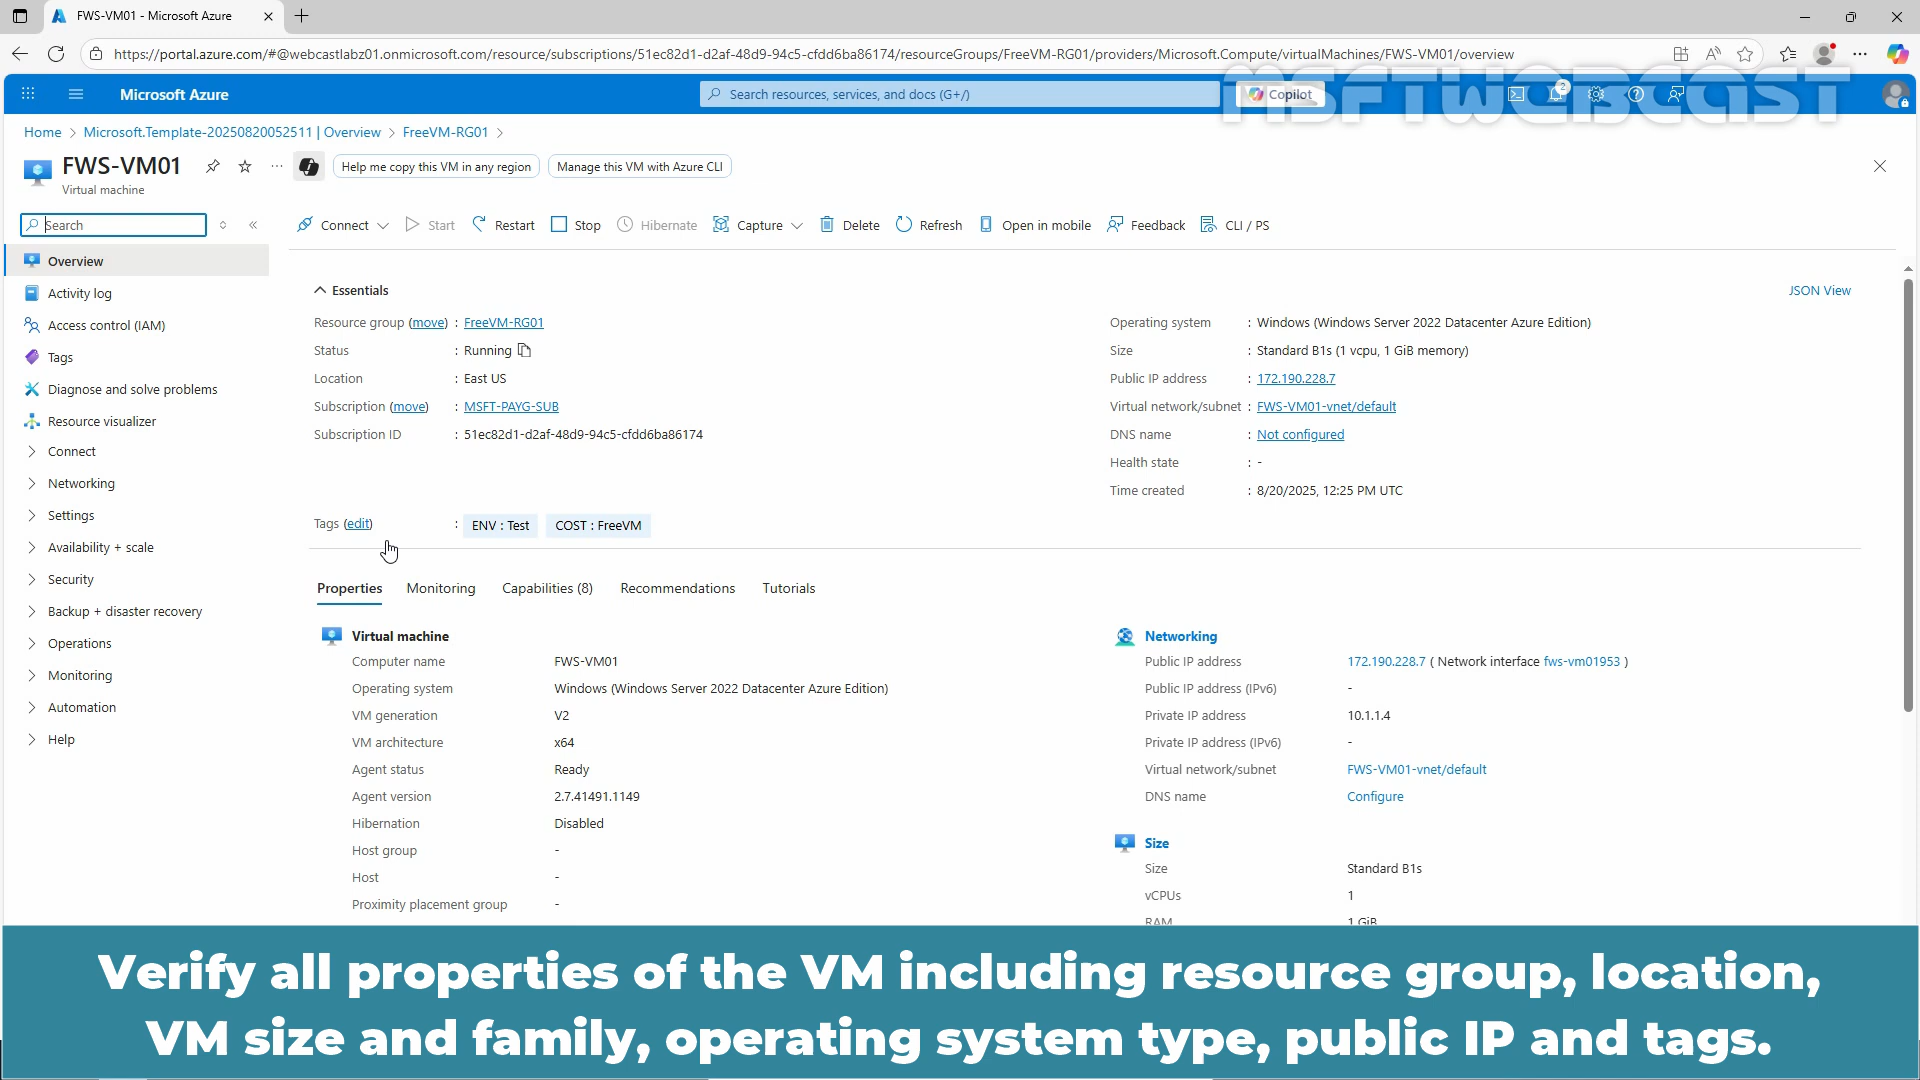 FWS-VM01 - Microsoft Azure
https://portal.azure.com/#@webcastlabz01.onmicrosoft.com/resource/subscriptions/51ec82d1-d2af-48d9-94c5-cfdd6ba86174/resourceGroups/FreeVM-RG01/providers/Microsoft.Compute/virtualMachines/FWS-VM01/overview
MSFTWEBCAST
Microsoft Azure
Search resources, services, and docs (G+/)
Copilot
2
Home > Microsoft.Template-20250820052511 | Overview > FreeVM-RG01 >
FWS-VM01
Virtual machine
Help me copy this VM in any region
Manage this VM with Azure CLI
Search
Connect
Start
Restart
Stop
Hibernate
Capture
Delete
Refresh
Open in mobile
Feedback
CLI / PS
Overview
Activity log
Access control (IAM)
Tags
Diagnose and solve problems
Resource visualizer
Connect
Networking
Settings
Availability + scale
Security
Backup + disaster recovery
Operations
Monitoring
Automation
Help
Essentials
JSON View
Resource group (move) : FreeVM-RG01
Status : Running
Location : East US
Subscription (move) : MSFT-PAYG-SUB
Subscription ID : 51ec82d1-d2af-48d9-94c5-cfdd6ba86174
Operating system : Windows (Windows Server 2022 Datacenter Azure Edition)
Size : Standard B1s (1 vcpu, 1 GiB memory)
Public IP address : 172.190.228.7
Virtual network/subnet : FWS-VM01-vnet/default
DNS name : Not configured
Health state : -
Time created : 8/20/2025, 12:25 PM UTC
Tags (edit) : ENV : Test COST : FreeVM
Properties
Monitoring
Capabilities (8)
Recommendations
Tutorials
Virtual machine
Computer name FWS-VM01
Operating system Windows (Windows Server 2022 Datacenter Azure Edition)
VM generation V2
VM architecture x64
Agent status Ready
Agent version 2.7.41491.1149
Hibernation Disabled
Host group -
Host -
Proximity placement group -
Networking
Public IP address 172.190.228.7 ( Network interface fws-vm01953 )
Public IP address (IPv6) -
Private IP address 10.1.1.4
Private IP address (IPv6) -
Virtual network/subnet FWS-VM01-vnet/default
DNS name Configure
Size
Size Standard B1s
vCPUs 1
RAM 1 GiB
Verify all properties of the VM including resource group, location,
VM size and family, operating system type, public IP and tags.